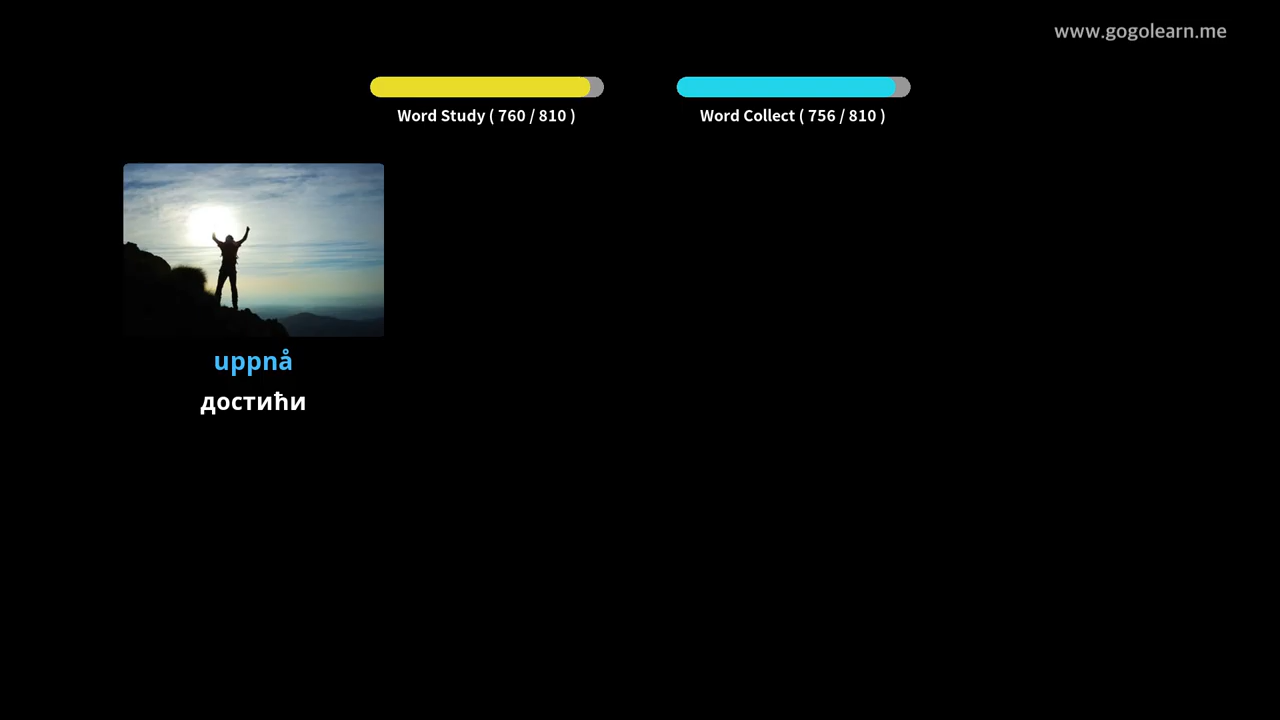 www.gogolearn.me
Word Study ( 760 / 810 )
Word Collect ( 756 / 810 )
uppnå
достићи